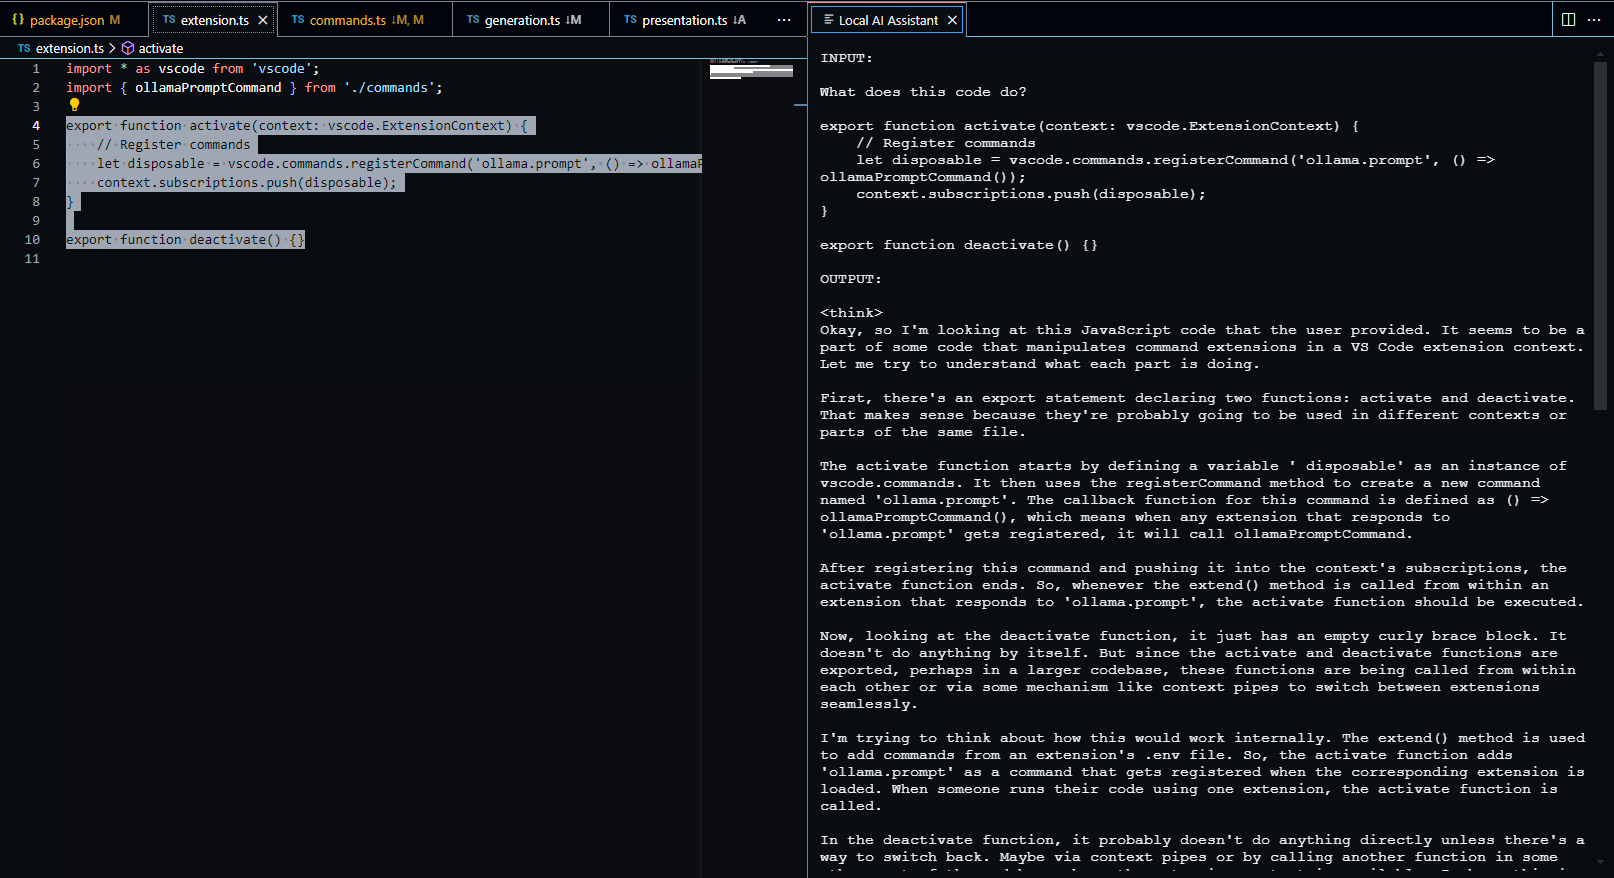 {} package.json M
TS extension.ts ×
TS commands.ts ↓M, M
TS generation.ts ↓M
TS presentation.ts ↓A
···
Local AI Assistant ×
···
TS extension.ts > activate
1 import * as vscode from 'vscode';
2 import { ollamaPromptCommand } from './commands';
3
4 export function activate(context: vscode.ExtensionContext) {
5 // Register commands
6 let disposable = vscode.commands.registerCommand('ollama.prompt', () => ollamaP
7 context.subscriptions.push(disposable);
8 }
9
10 export function deactivate() {}
11
INPUT:
What does this code do?
export function activate(context: vscode.ExtensionContext) {
// Register commands
let disposable = vscode.commands.registerCommand('ollama.prompt', () =>
ollamaPromptCommand());
context.subscriptions.push(disposable);
}
export function deactivate() {}
OUTPUT:
<think>
Okay, so I'm looking at this JavaScript code that the user provided. It seems to be a
part of some code that manipulates command extensions in a VS Code extension context.
Let me try to understand what each part is doing.
First, there's an export statement declaring two functions: activate and deactivate.
That makes sense because they're probably going to be used in different contexts or
parts of the same file.
The activate function starts by defining a variable ' disposable' as an instance of
vscode.commands. It then uses the registerCommand method to create a new command
named 'ollama.prompt'. The callback function for this command is defined as () =>
ollamaPromptCommand(), which means when any extension that responds to
'ollama.prompt' gets registered, it will call ollamaPromptCommand.
After registering this command and pushing it into the context's subscriptions, the
activate function ends. So, whenever the extend() method is called from within an
extension that responds to 'ollama.prompt', the activate function should be executed.
Now, looking at the deactivate function, it just has an empty curly brace block. It
doesn't do anything by itself. But since the activate and deactivate functions are
exported, perhaps in a larger codebase, these functions are being called from within
each other or via some mechanism like context pipes to switch between extensions
seamlessly.
I'm trying to think about how this would work internally. The extend() method is used
to add commands from an extension's .env file. So, the activate function adds
'ollama.prompt' as a command that gets registered when the corresponding extension is
loaded. When someone runs their code using one extension, the activate function is
called.
In the deactivate function, it probably doesn't do anything directly unless there's a
way to switch back. Maybe via context pipes or by calling another function in some